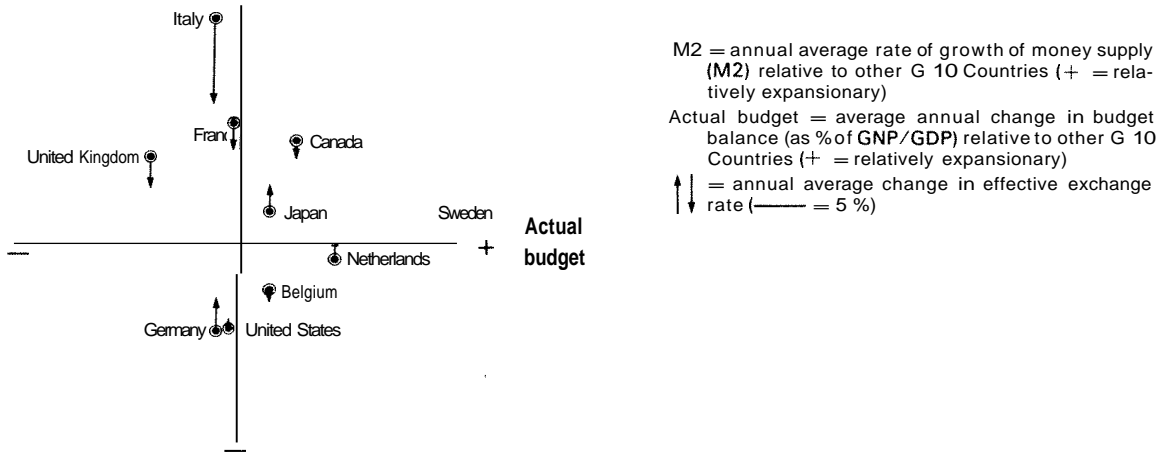 Italy
Franc
Canada
United Kingdom
Japan
Sweden
Actual
budget
Netherlands
—
+
Belgium
Germany
United States
—
M2 = annual average rate of growth of money supply
(M2) relative to other G 10 Countries (+ = rela-
tively expansionary)
Actual budget = average annual change in budget
balance (as % of GNP/GDP) relative to other G 10
Countries (+ = relatively expansionary)
= annual average change in effective exchange
rate (—— = 5 %)